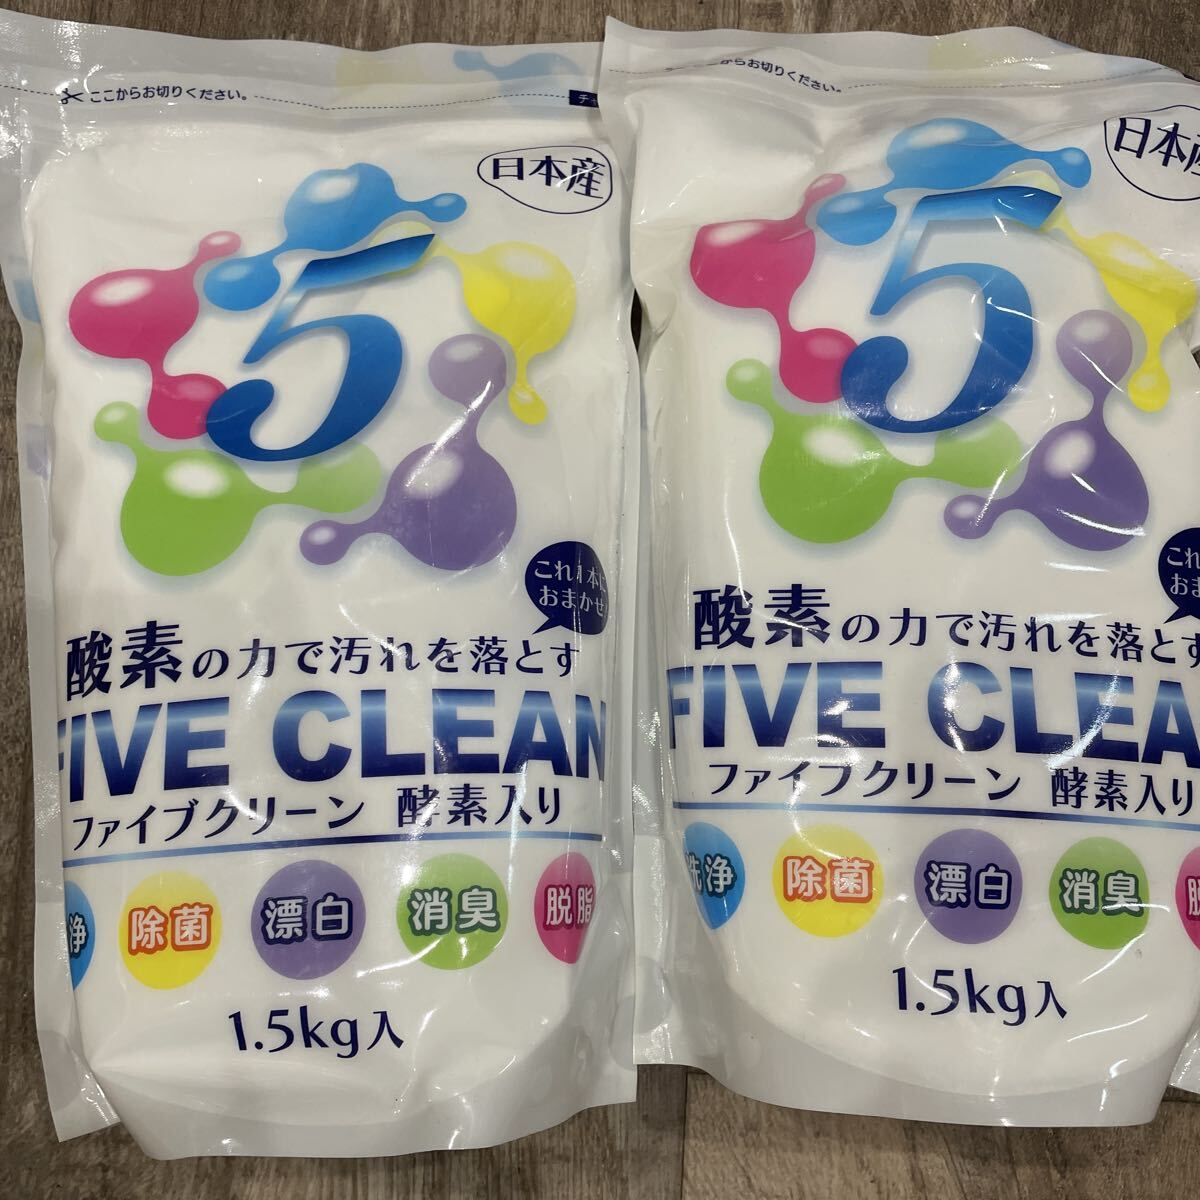 ここからお切りください。
日本産
5
これ1本に
おまかせ
酸素の力で汚れを落とす
FIVE CLEAN
ファイブクリーン 酵素入り
浄
除菌
漂白
消臭
脱脂
1.5kg入
からお切りください。
日本産
5
これ
おま
酸素の力で汚れを落とす
FIVE CLEA
ファイブクリーン 酵素入り
洗浄
除菌
漂白
消臭
脱
1.5kg入